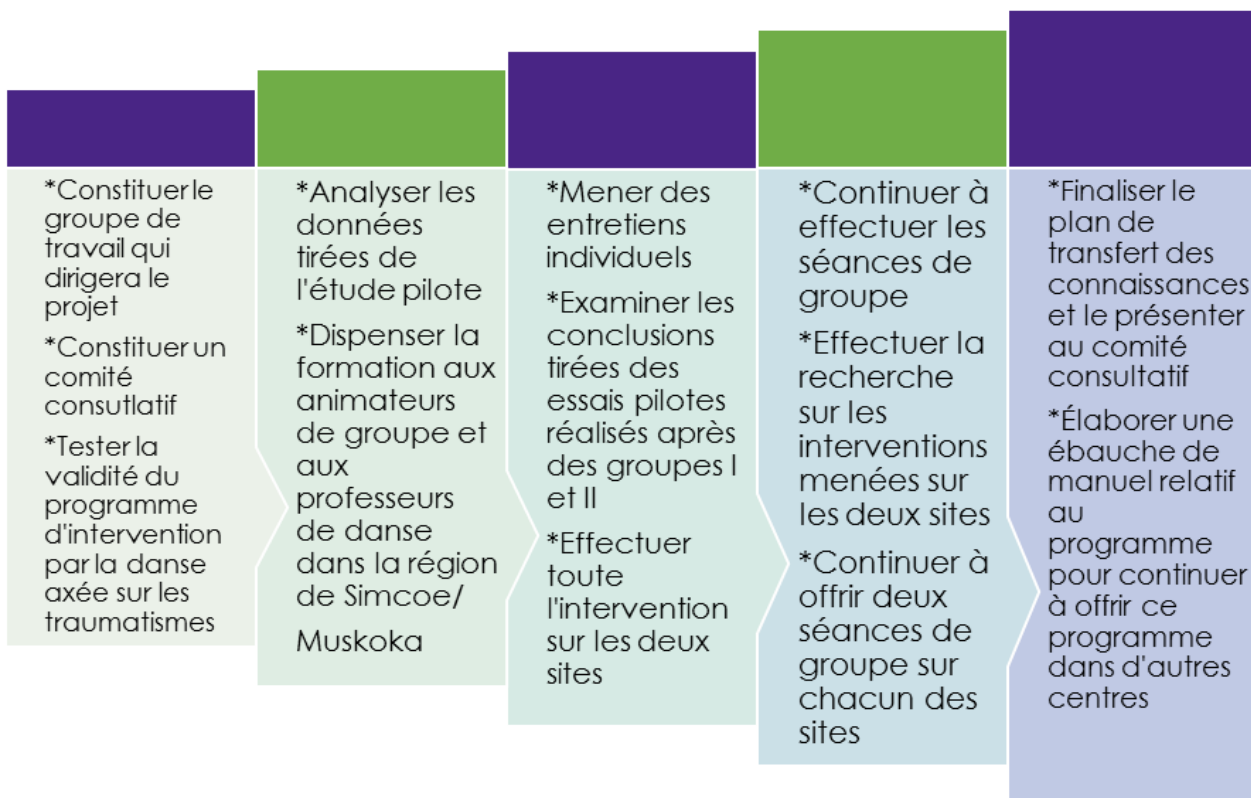 *Constituer le
groupe de
travail qui
dirigera le
projet
*Constituer un
comité
consutlatif
*Tester la
validité du
programme
d'intervention
par la danse
axée sur les
traumatismes
*Analyser les
données
tirées de
l'étude pilote
*Dispenser la
formation aux
animateurs
de groupe et
aux
professeurs
de danse
dans la région
de Simcoe/
Muskoka
*Mener des
entretiens
individuels
*Examiner les
conclusions
tirées des
essais pilotes
réalisés après
des groupes I
et II
*Effectuer
toute
l'intervention
sur les deux
sites
*Continuer à
effectuer les
séances de
groupe
*Effectuer la
recherche
sur les
interventions
menées sur
les deux sites
*Continuer à
offrir deux
séances de
groupe sur
chacun des
sites
*Finaliser le
plan de
transfert des
connaissances
et le présenter
au comité
consultatif
*Élaborer une
ébauche de
manuel relatif
au
programme
pour continuer
à offrir ce
programme
dans d'autres
centres